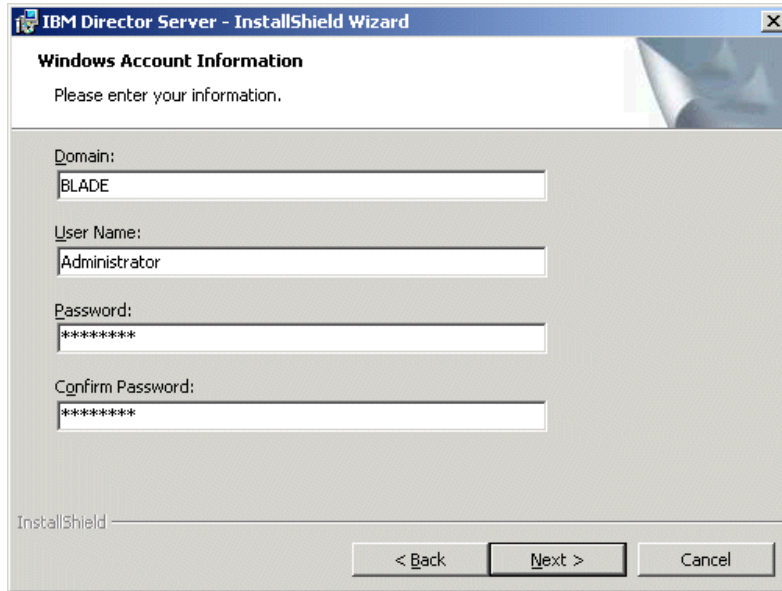 IBM Director Server - InstallShield Wizard
Windows Account Information
Please enter your information.
Domain:
BLADE
User Name:
Administrator
Password:
********
Confirm Password:
********
InstallShield
< Back Next > Cancel